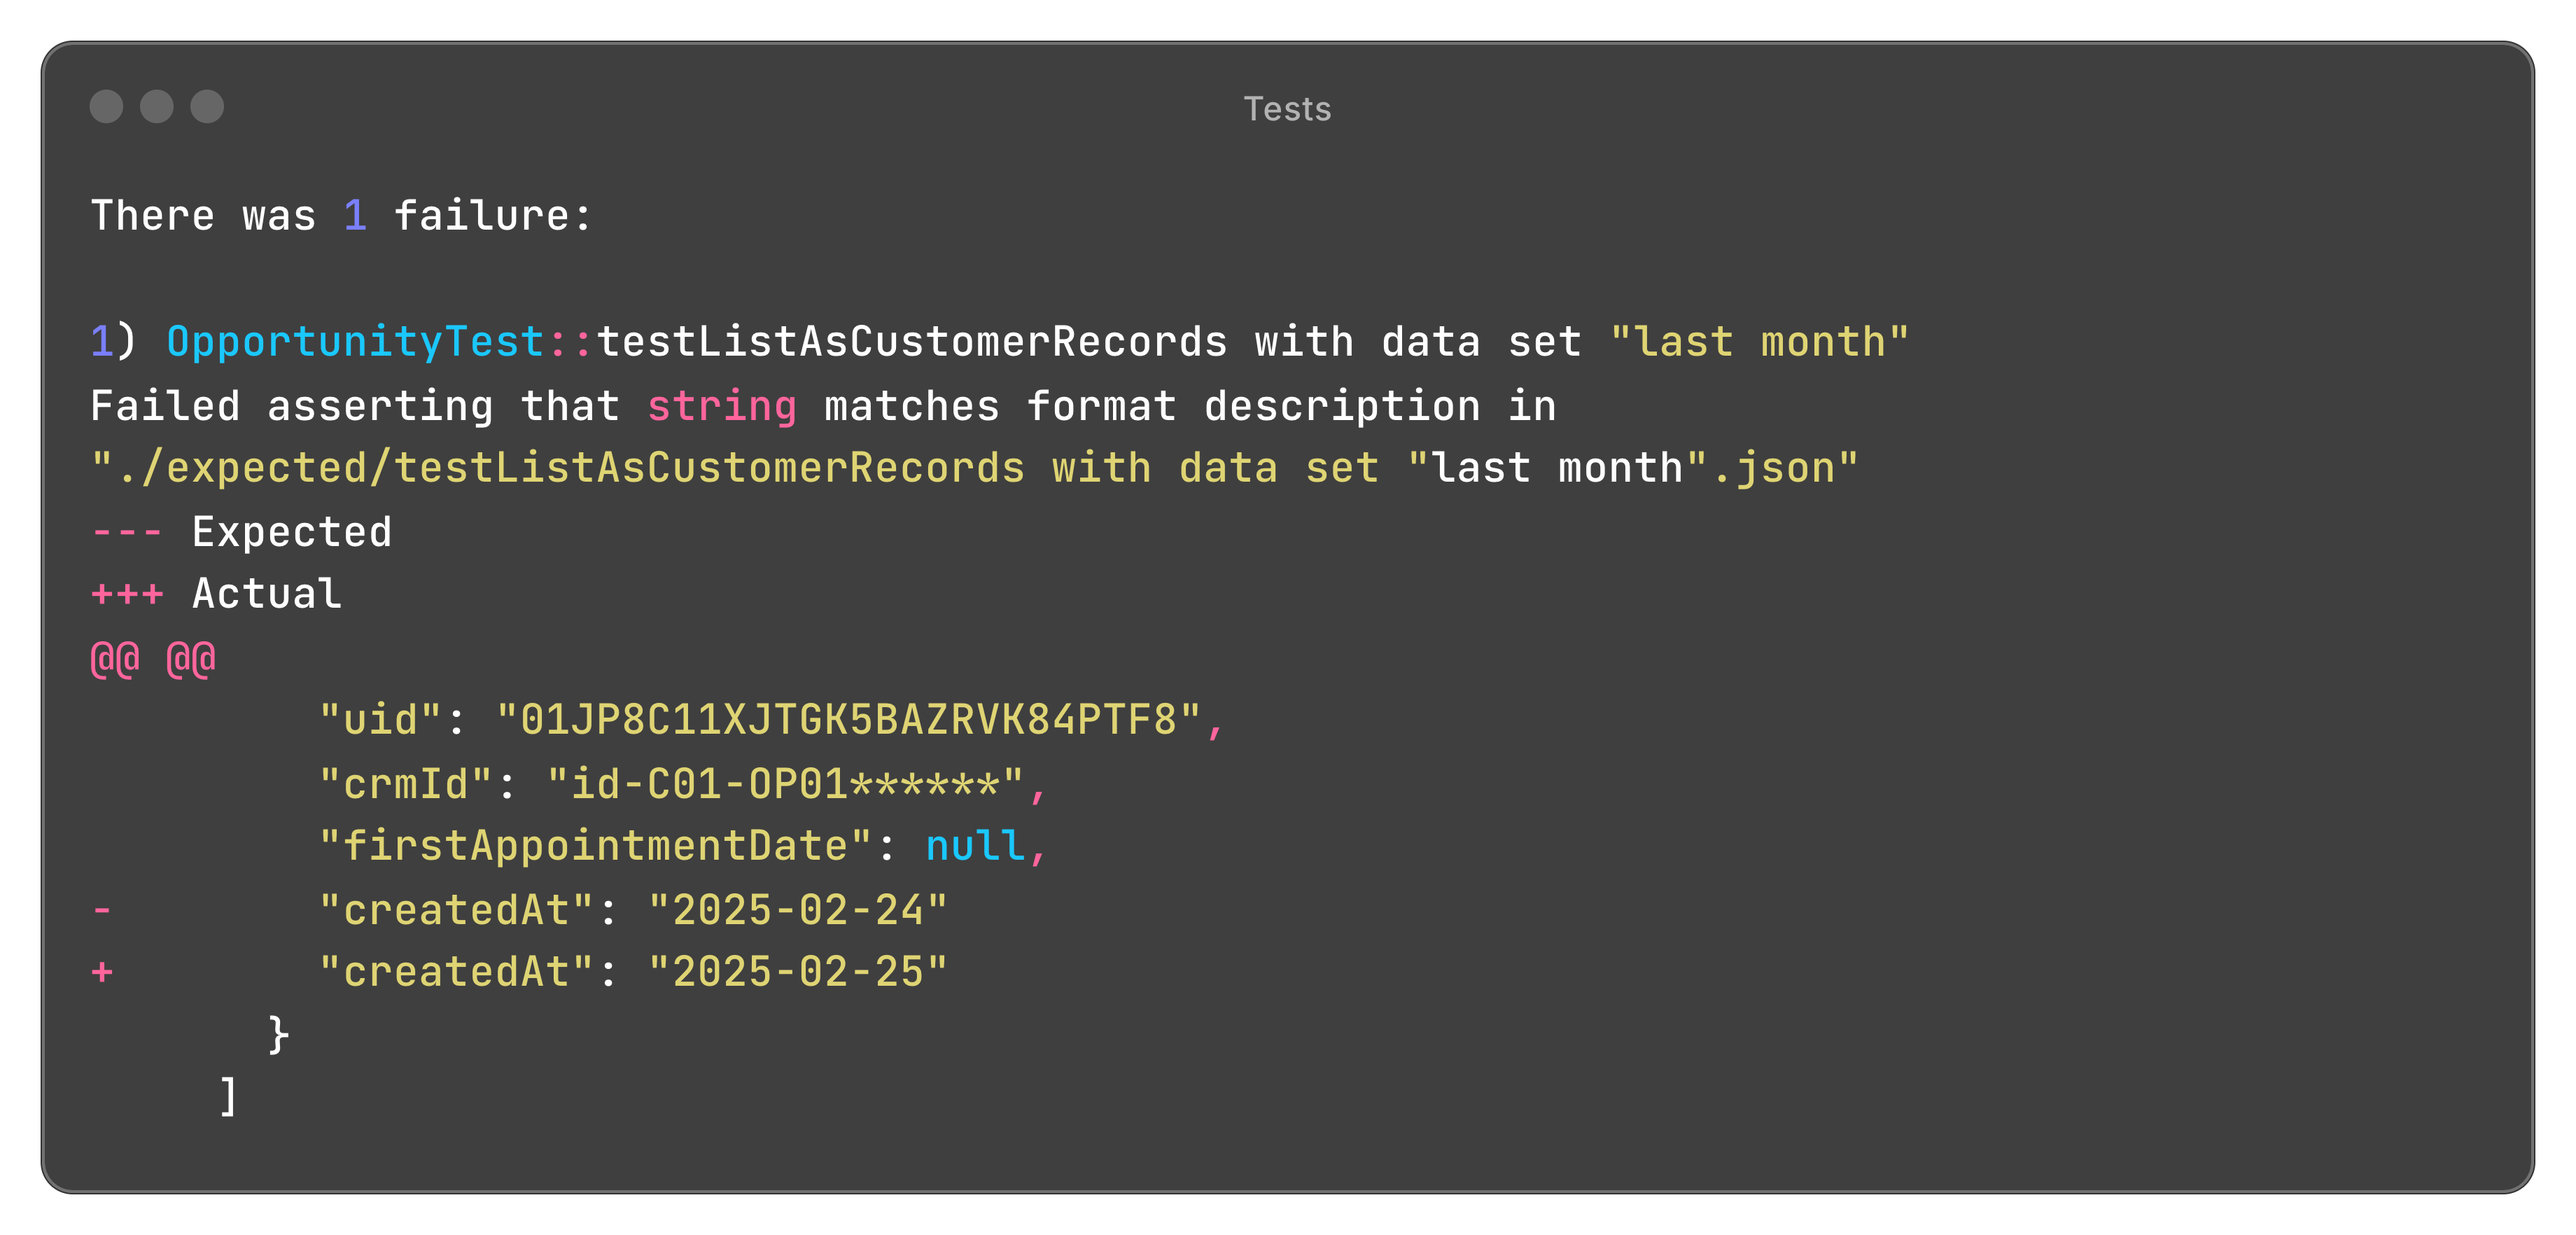 Tests
There was 1 failure:
1) OpportunityTest::testListAsCustomerRecords with data set "last month"
Failed asserting that string matches format description in
"./expected/testListAsCustomerRecords with data set "last month".json"
--- Expected
+++ Actual
@@ @@
"uid": "01JP8C11XJTGK5BAZRVK84PTF8",
"crmId": "id-C01-OP01******",
"firstAppointmentDate": null,
- "createdAt": "2025-02-24"
+ "createdAt": "2025-02-25"
}
]